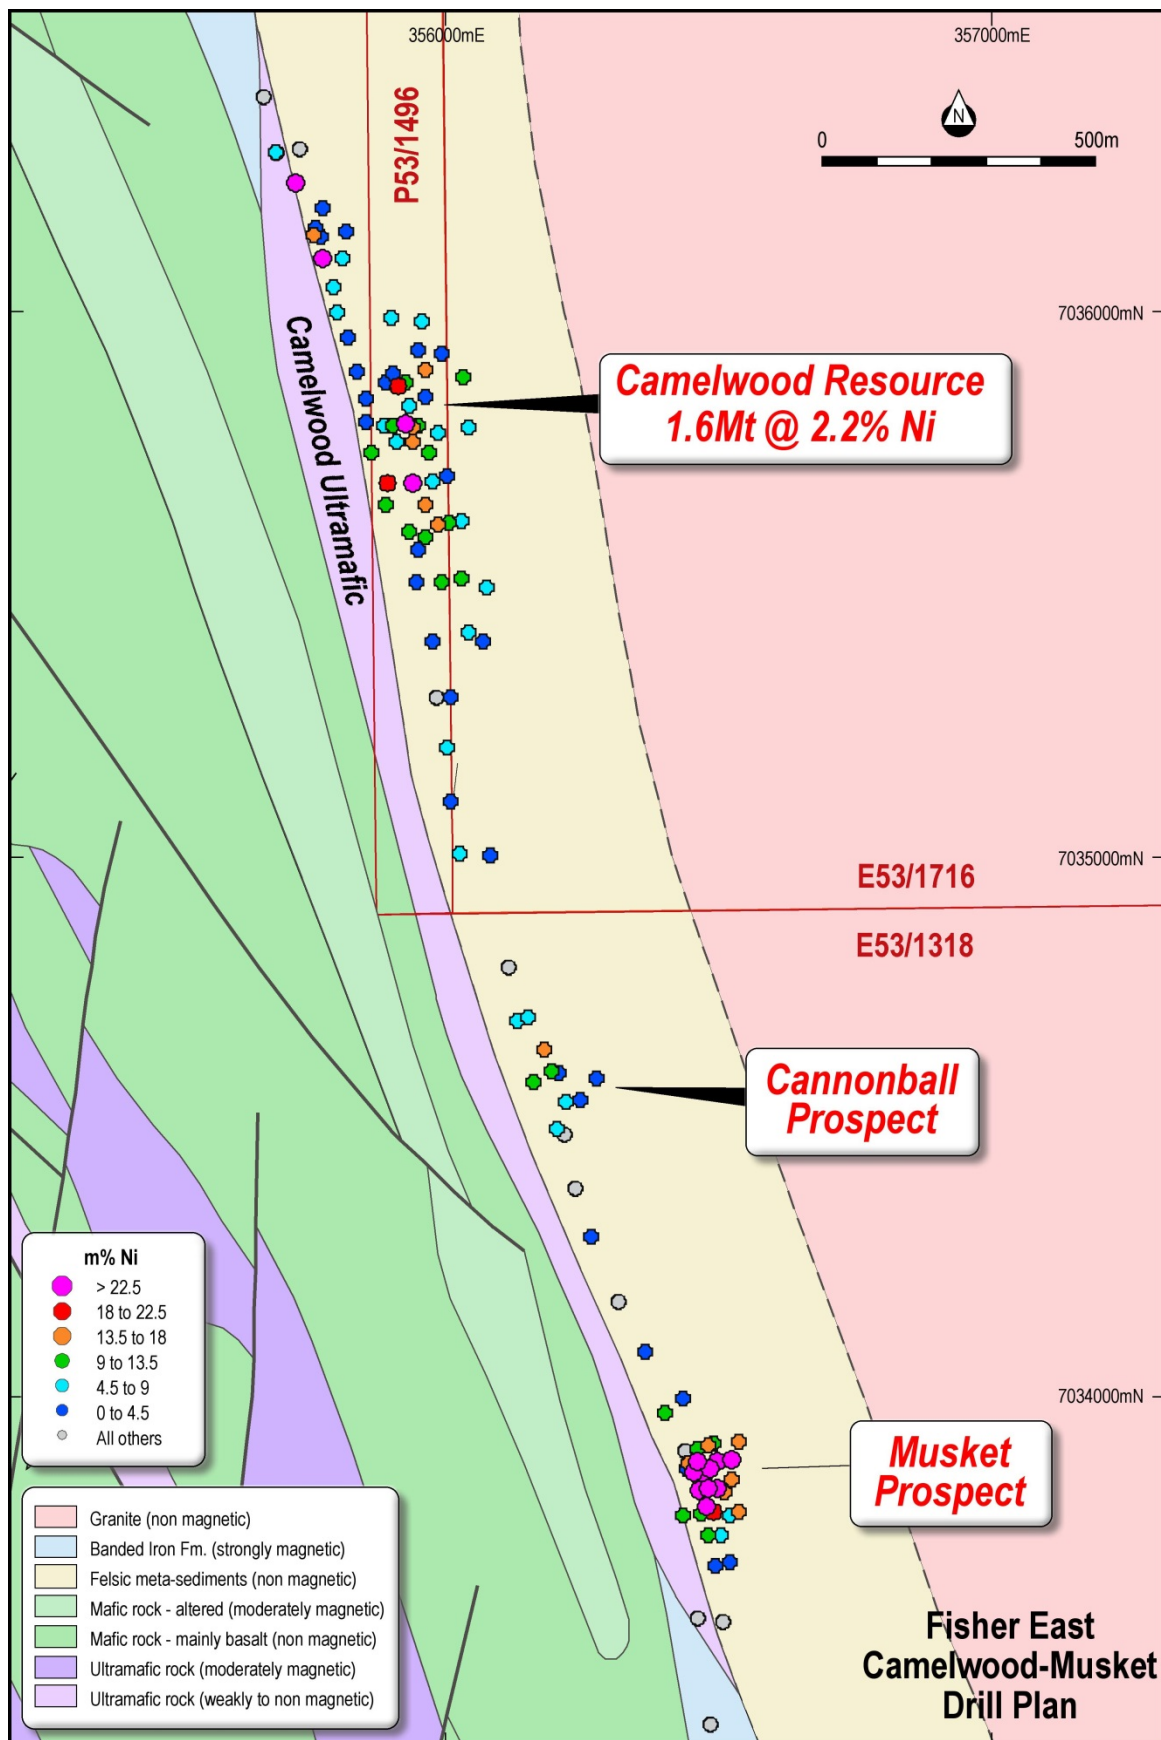 356000mE
357000mE
N
0
500m
P53/1496
7036000mN
Camelwood Resource
1.6Mt @ 2.2% Ni
Camelwood Ultramafic
7035000mN
E53/1716
E53/1318
Cannonball
Prospect
m% Ni
> 22.5
18 to 22.5
13.5 to 18
9 to 13.5
4.5 to 9
0 to 4.5
All others
7034000mN
Musket
Prospect
Granite (non magnetic)
Banded Iron Fm. (strongly magnetic)
Felsic meta-sediments (non magnetic)
Mafic rock - altered (moderately magnetic)
Mafic rock - mainly basalt (non magnetic)
Ultramafic rock (moderately magnetic)
Ultramafic rock (weakly to non magnetic)
Fisher East
Camelwood-Musket
Drill Plan